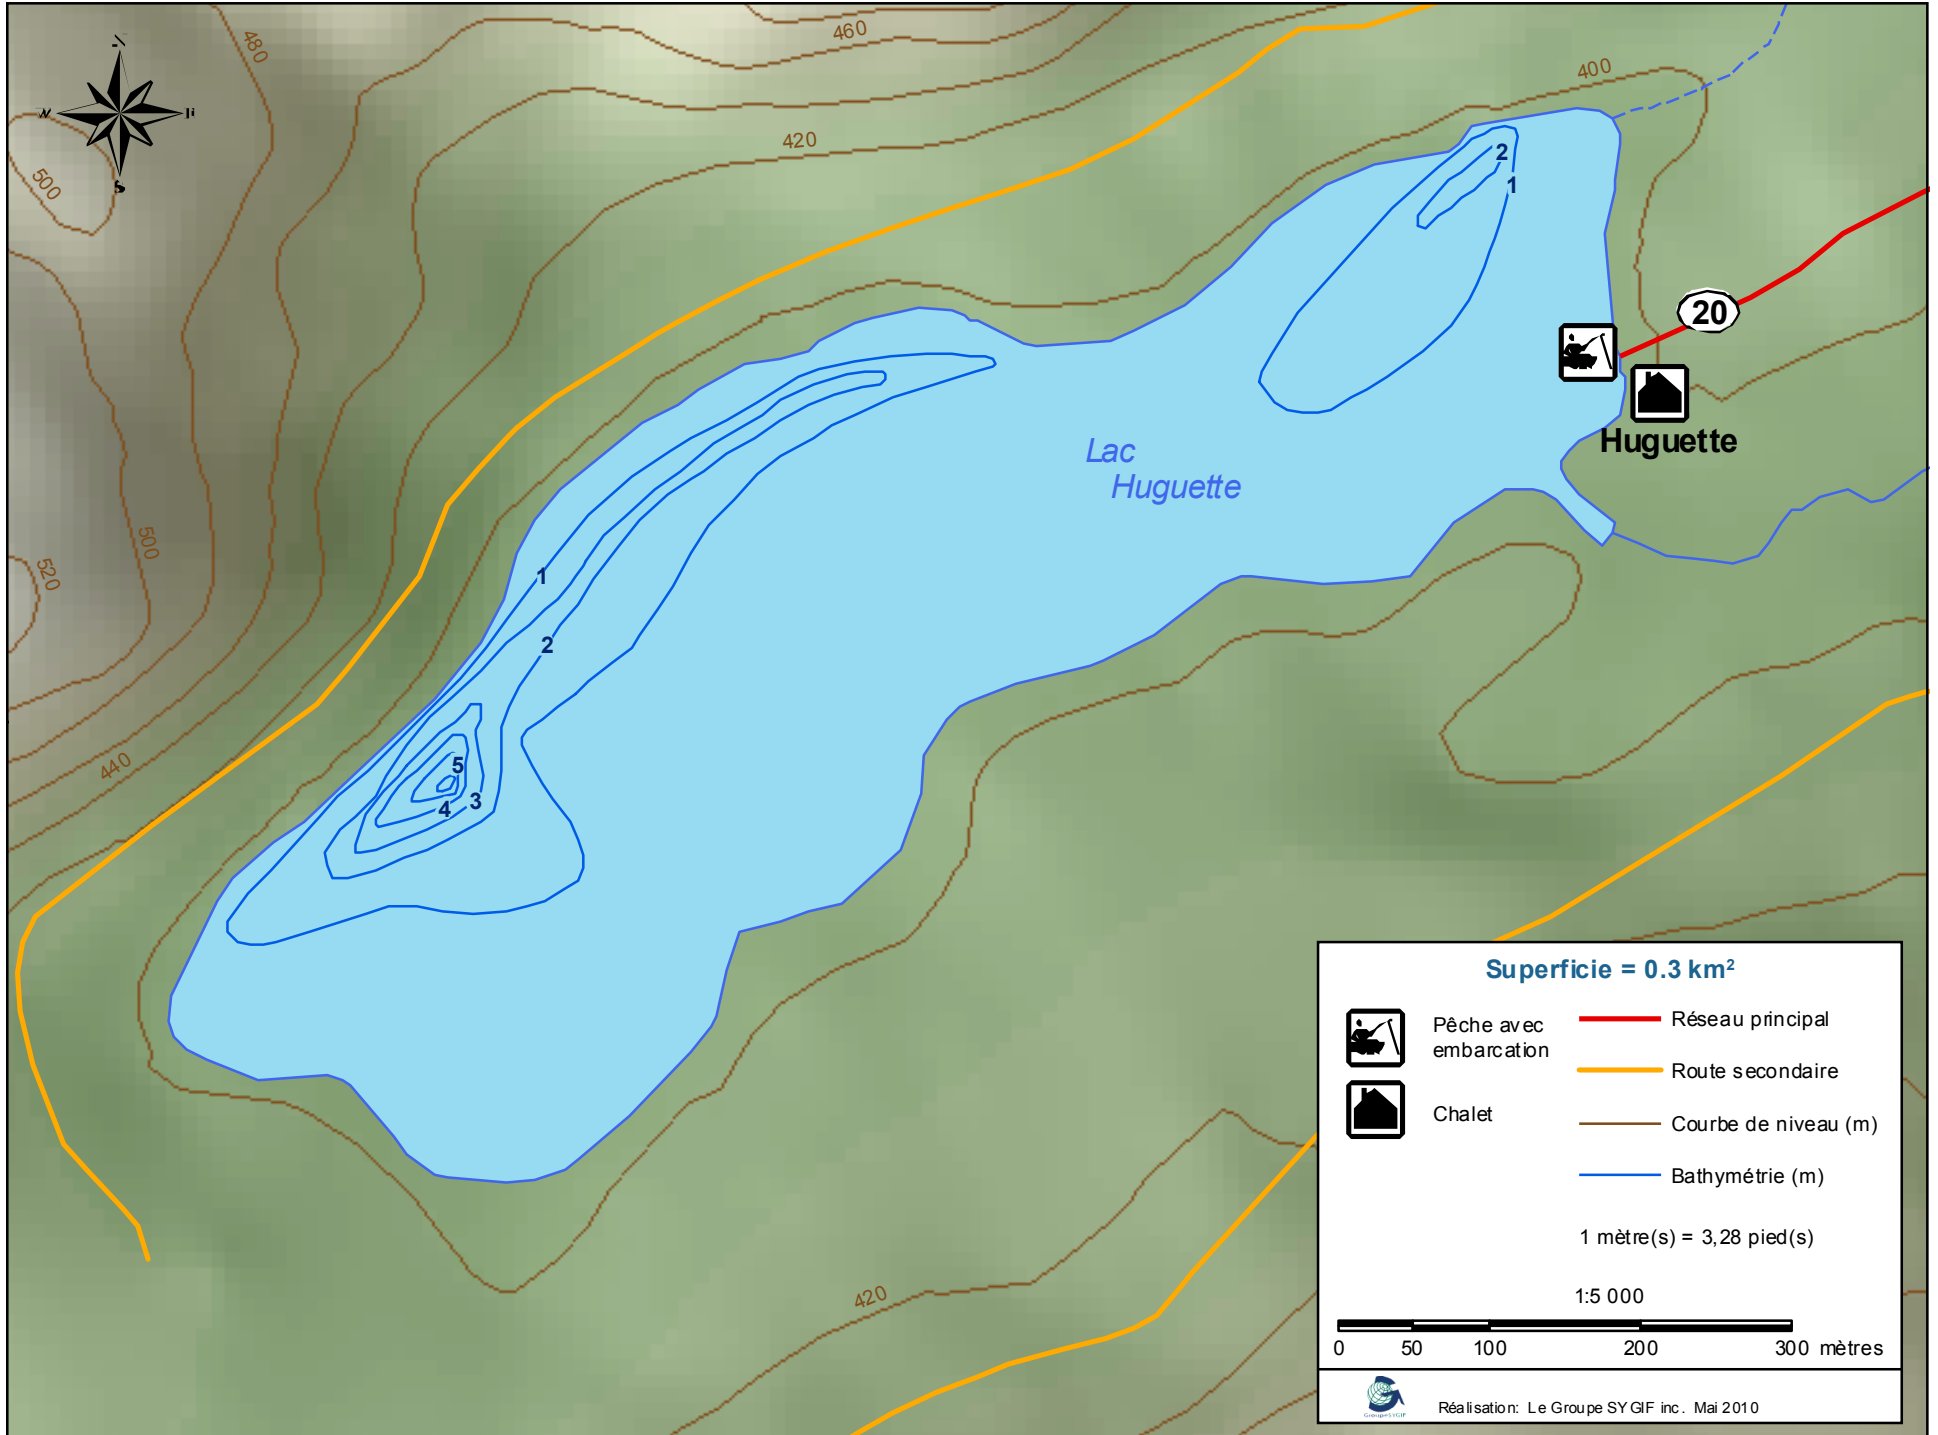 N
W
S
480
460
400
420
500
2
1
20
Huguette
Lac
Huguette
1
500
520
2
440
5
4
3
420
Superficie = 0.3 km²
Pêche avec
embarcation
Chalet
Réseau principal
Route secondaire
Courbe de niveau (m)
Bathymétrie (m)
1 mètre(s) = 3,28 pied(s)
1:5 000
0 50 100 200 300 mètres
Groupe SYGIF
Réalisation: Le Groupe SYGIF inc. Mai 2010